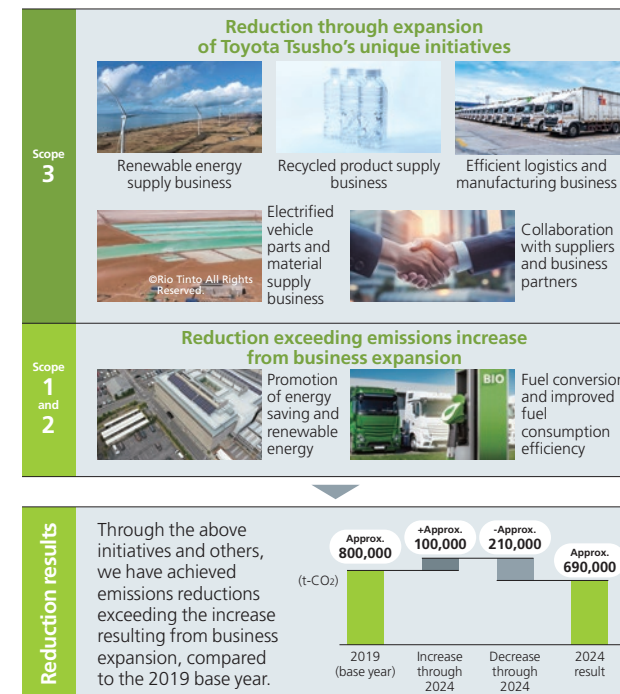 Reduction through expansion
of Toyota Tsusho's unique initiatives
Scope
3
Renewable energy
supply business
Recycled product supply
business
Efficient logistics and
manufacturing business
©Rio Tinto All Rights
Reserved.
Electrified
vehicle
parts and
material
supply
business
Collaboration
with suppliers
and business
partners
Reduction exceeding emissions increase
from business expansion
Scope
1
and
2
Promotion
of energy
saving and
renewable
energy
BIO
Fuel conversion
and improved
fuel
consumption
efficiency
Reduction results
Through the above
initiatives and others,
we have achieved
emissions reductions
exceeding the increase
resulting from business
expansion, compared
to the 2019 base year.
(t-CO2)
Approx.
800,000
+Approx.
100,000
-Approx.
210,000
Approx.
690,000
2019
(base year)
Increase
through
2024
Decrease
through
2024
2024
result